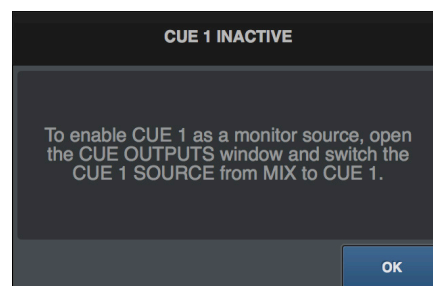 CUE 1 INACTIVE
To enable CUE 1 as a monitor source, open
the CUE OUTPUTS window and switch the
CUE 1 SOURCE from MIX to CUE 1.
OK